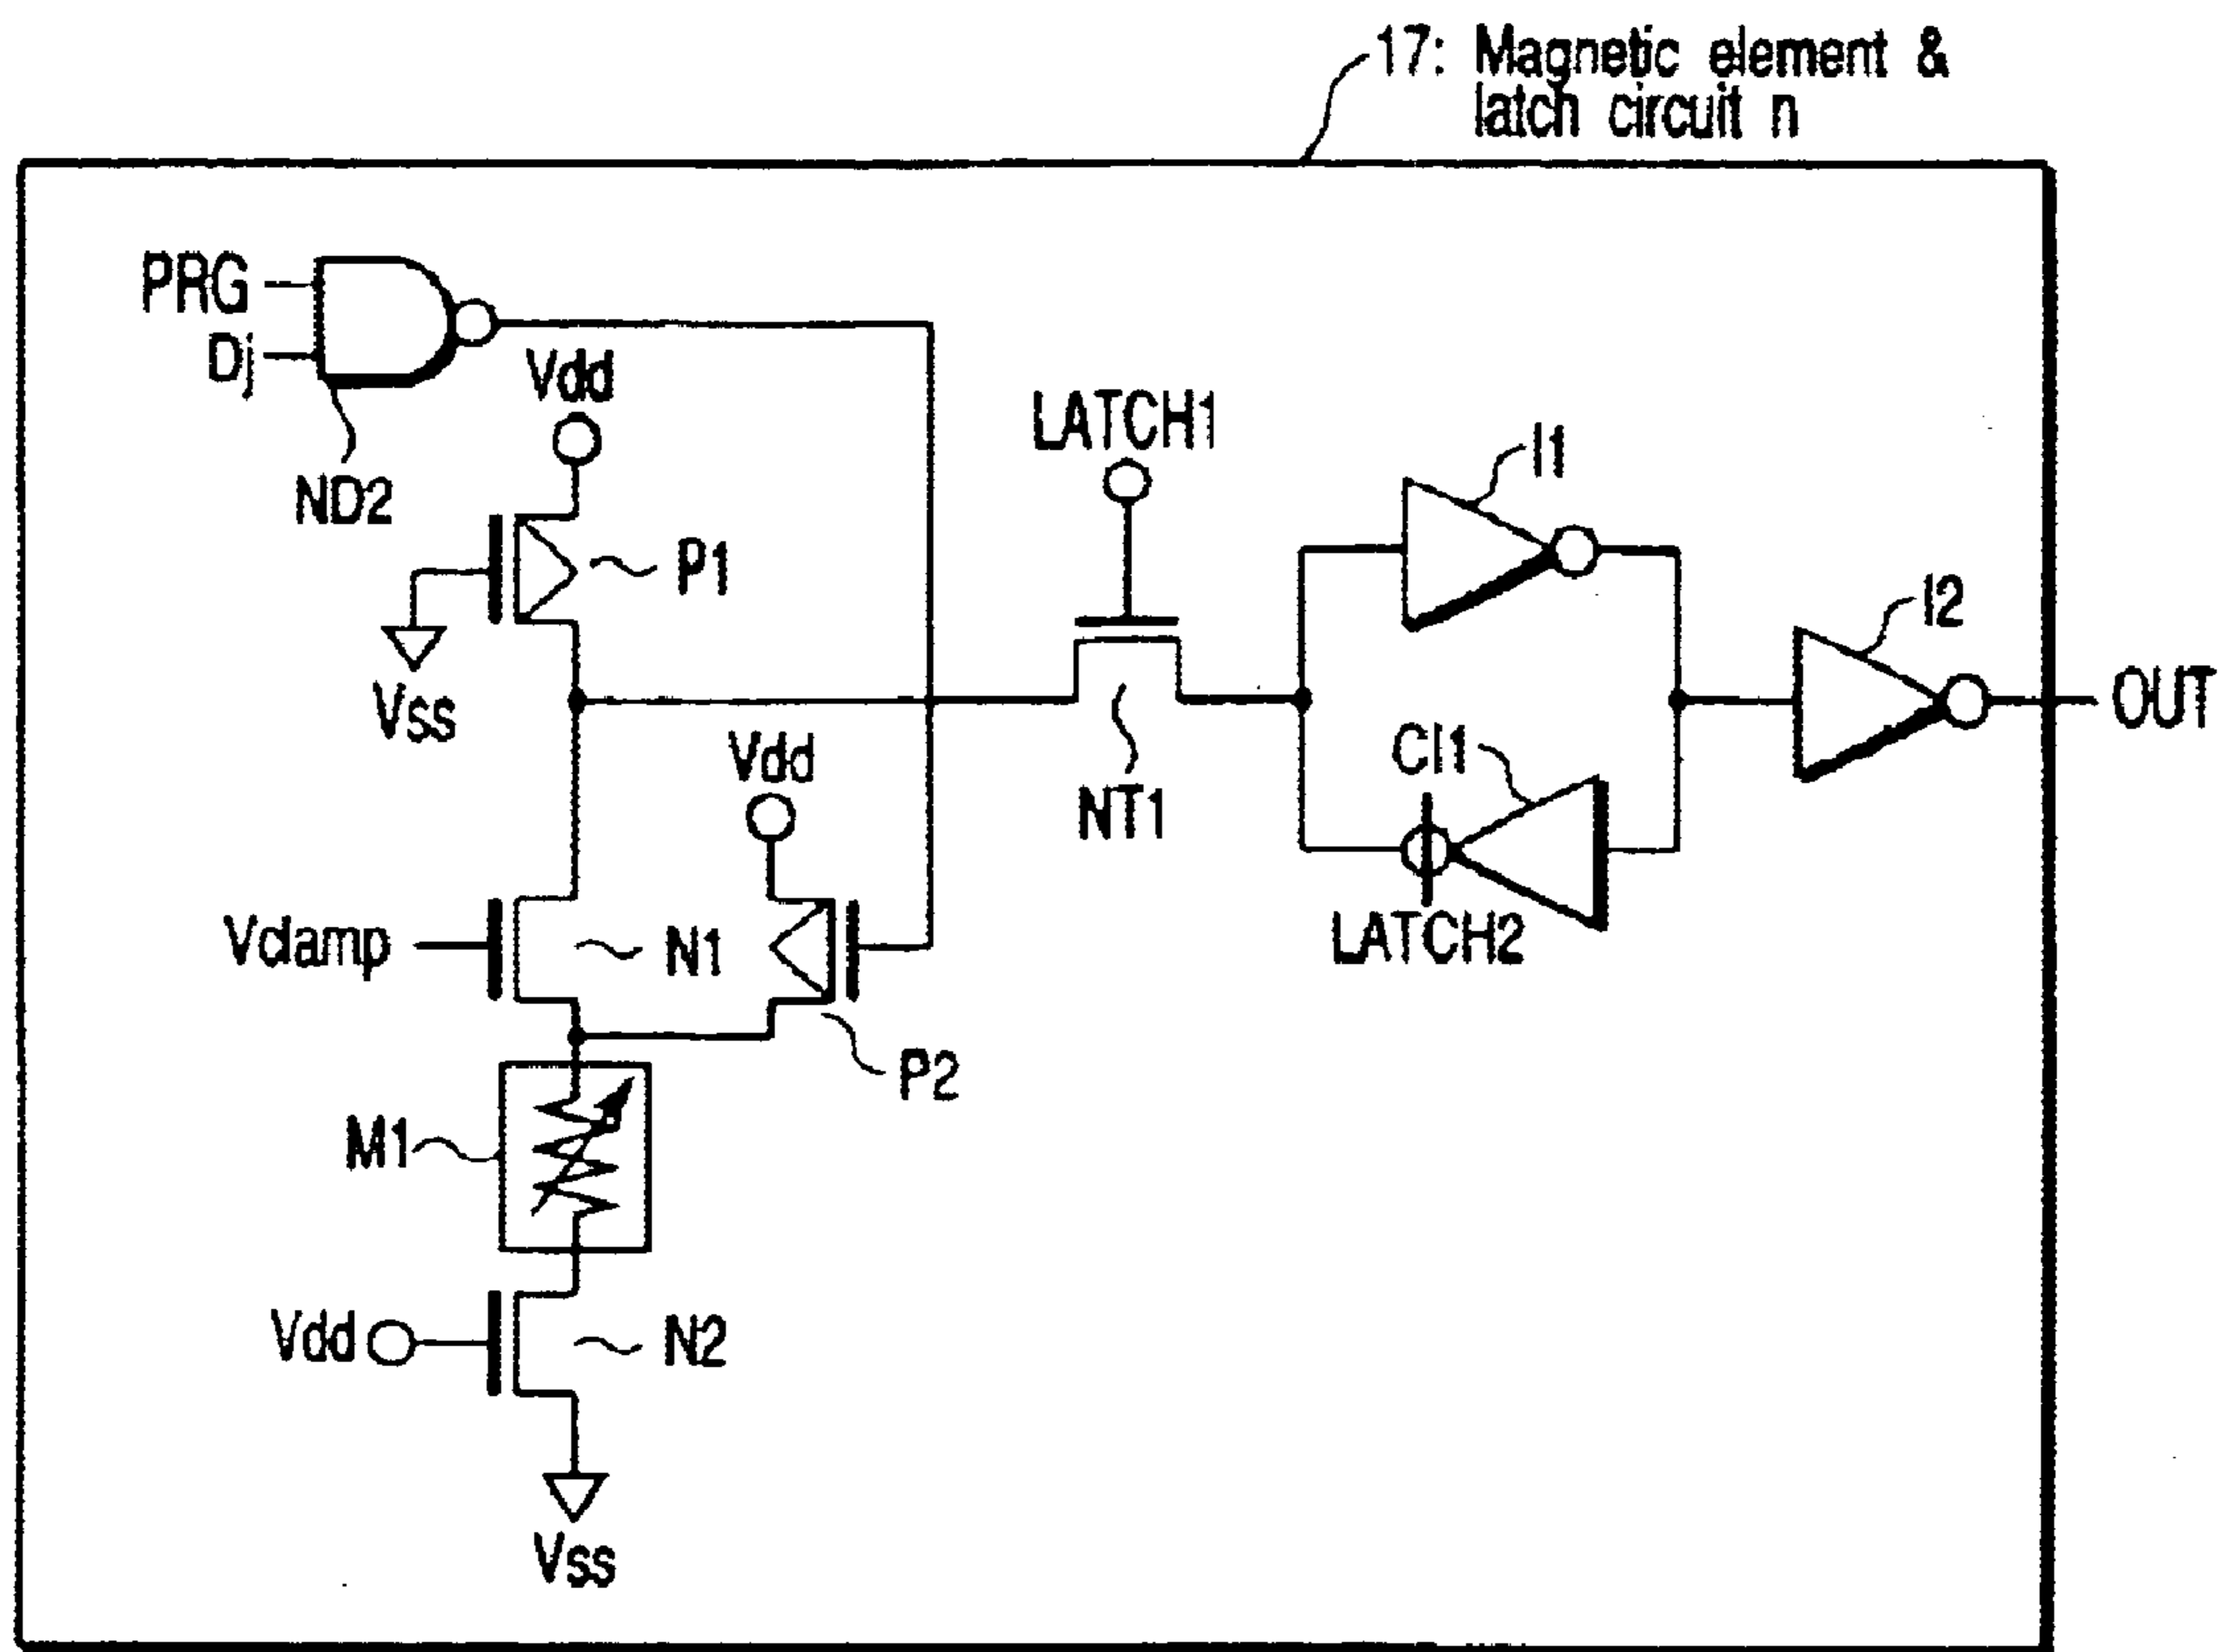 17: Magnetic element &
latch circuit n
PRG
Dj
ND2
Vdd
P1
Vss
LATCH1
NT1
I1
I2
OUT
CI1
LATCH2
Vdd
Vclamp
N1
P2
M1
Vdd
N2
Vss